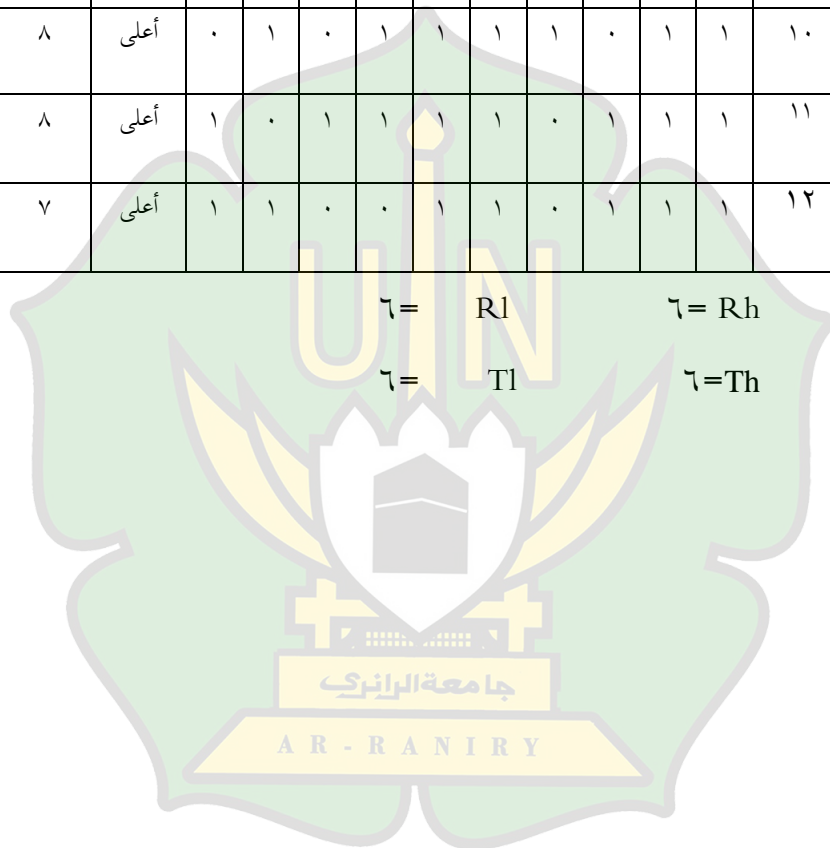 ١٠ ١ ١ ٠ ١ ١ ١ ١ ٠ ١ ٠ أعلى ٨
١١ ١ ١ ١ ٠ ١ ١ ١ ١ ٠ ١ أعلى ٨
١٢ ١ ١ ١ ٠ ١ ١ ٠ ٠ ١ ١ أعلى ٧
Rh =٦ Rl =٦
Th=٦ Tl =٦
UIN
جامعةالرانري
AR-RANIRY